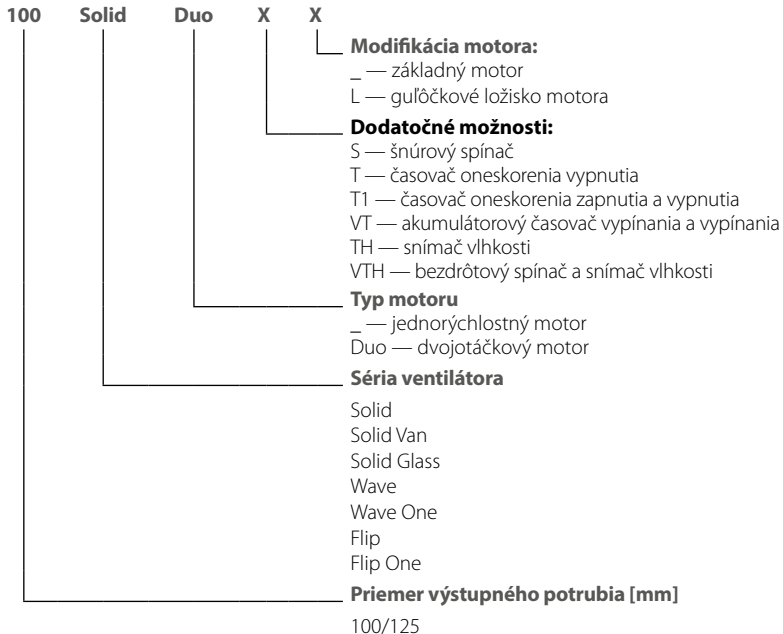 100 Solid Duo X X
Modifikácia motora:
_ — základný motor
L — guľôčkové ložisko motora
Dodatočné možnosti:
S — šnúrový spínač
T — časovač oneskorenia vypnutia
T1 — časovač oneskorenia zapnutia a vypnutia
VT — akumulátorový časovač vypínania a vypínania
TH — snímač vlhkosti
VTH — bezdrôtový spínač a snímač vlhkosti
Typ motoru
_ — jednorýchlostný motor
Duo — dvojotáčkový motor
Séria ventilátora
Solid
Solid Van
Solid Glass
Wave
Wave One
Flip
Flip One
Priemer výstupného potrubia [mm]
100/125